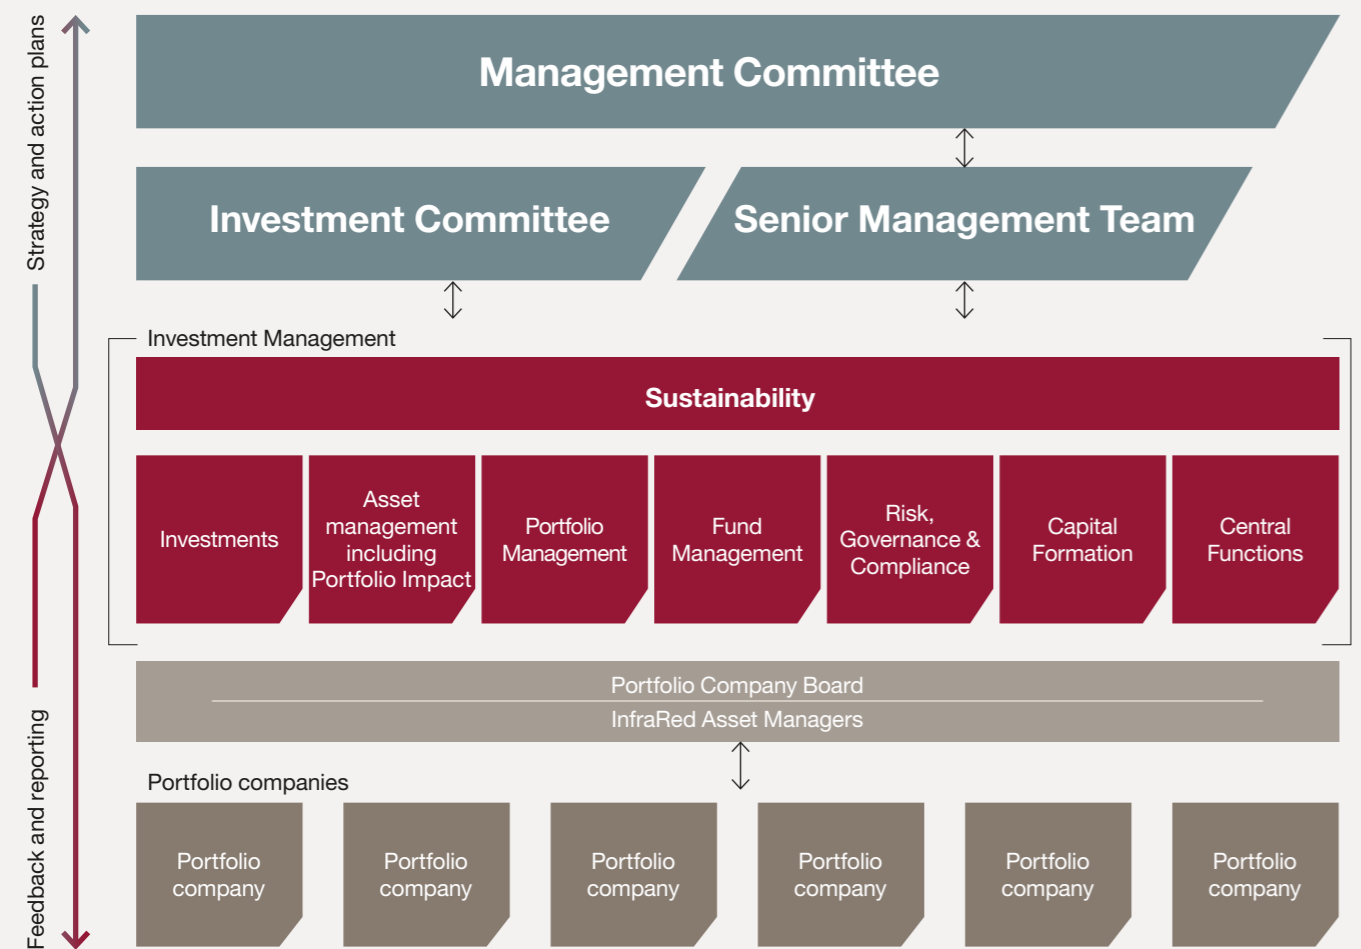 Strategy and action plans
Management Committee
Investment Committee
Senior Management Team
Investment Management
Sustainability
Investments
Asset
management
including
Portfolio Impact
Portfolio
Management
Fund
Management
Risk,
Governance &
Compliance
Capital
Formation
Central
Functions
Feedback and reporting
Portfolio Company Board
InfraRed Asset Managers
Portfolio companies
Portfolio
company
Portfolio
company
Portfolio
company
Portfolio
company
Portfolio
company
Portfolio
company